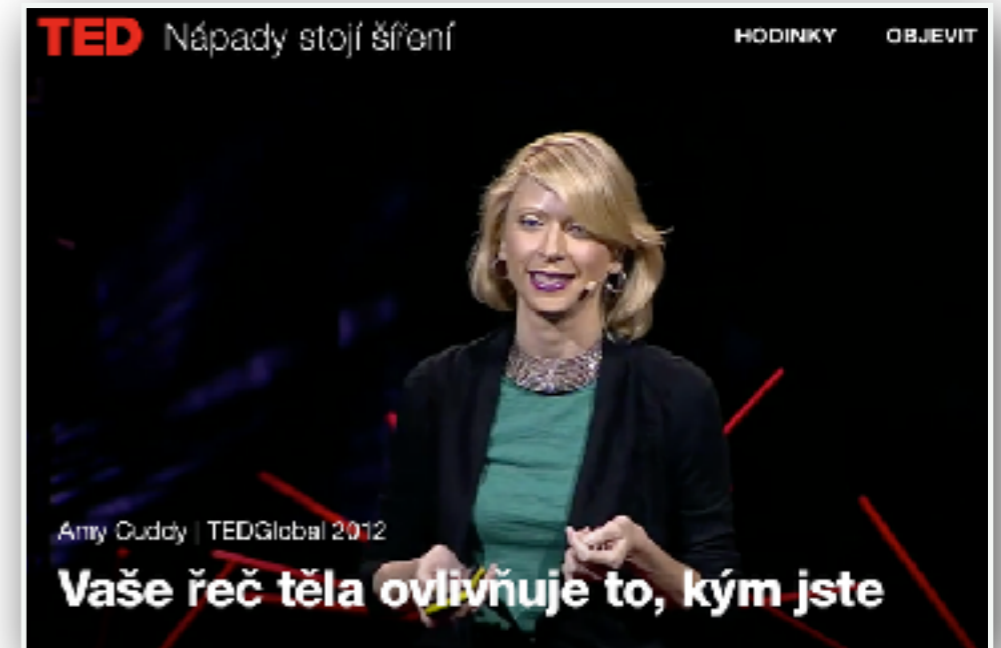 TED Nápady stojí šíření
HODINKY OBJEVIT
Amy Cuddy | TEDGlobal 2012
Vaše řeč těla ovlivňuje to, kým jste